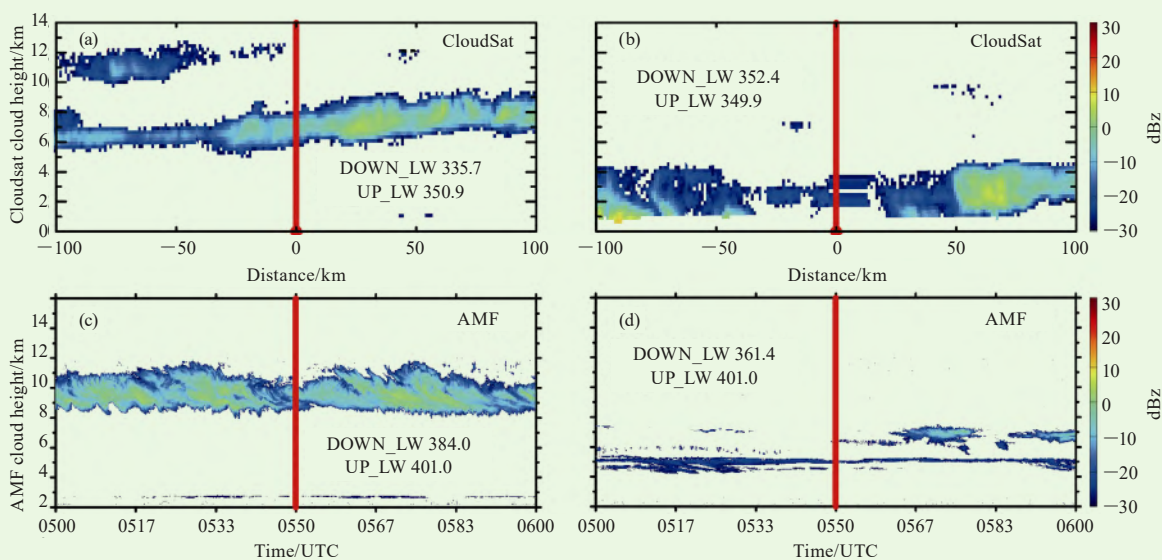 14
12
10
8
6
4
2
0
Cloudsat cloud height/km
(a)
CloudSat
DOWN_LW 335.7
UP_LW 350.9
−100
−50
0
50
100
Distance/km
(b)
CloudSat
DOWN_LW 352.4
UP_LW 349.9
−100
−50
0
50
100
Distance/km
30
20
10
0
−10
−20
−30
dBz
16
14
12
10
8
6
4
2
AMF cloud height/km
(c)
AMF
DOWN_LW 384.0
UP_LW 401.0
0500
0517
0533
0550
0567
0583
0600
Time/UTC
(d)
AMF
DOWN_LW 361.4
UP_LW 401.0
0500
0517
0533
0550
0567
0583
0600
Time/UTC
30
20
10
0
−10
−20
−30
dBz